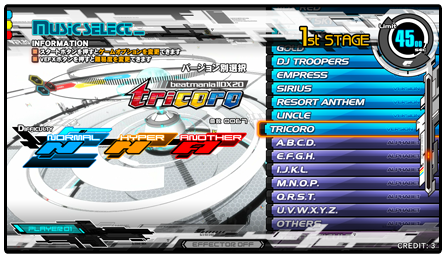 MUSIC SELECT
INFORMATION
スタートボタンを押すとゲームオプションを変更できます
VEFXボタンを押すと難易度を変更できます
バージョン別選択
beatmania IIDX 20
tricoro
DIFFICULTY
NORMAL
HYPER
ANOTHER
PLAYER 01
EFFECTOR OFF
1st STAGE
Limit
45
GOLD
DJ TROOPERS
EMPRESS
SIRIUS
RESORT ANTHEM
LINCLE
TRICORO
A.B.C.D.
E.F.G.H.
I.J.K.L.
M.N.O.P.
Q.R.S.T.
U.V.W.X.Y.Z.
OTHERS
CREDIT: 3